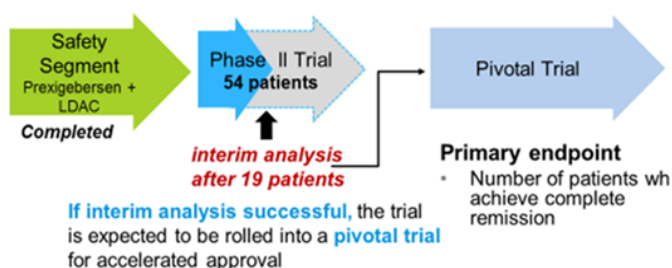 Safety
Segment
Prexigebersen +
LDAC
Completed
Phase II Trial
54 patients
interim analysis
after 19 patients
If interim analysis successful, the trial
is expected to be rolled into a pivotal trial
for accelerated approval
Pivotal Trial
Primary endpoint
• Number of patients wh
achieve complete
remission